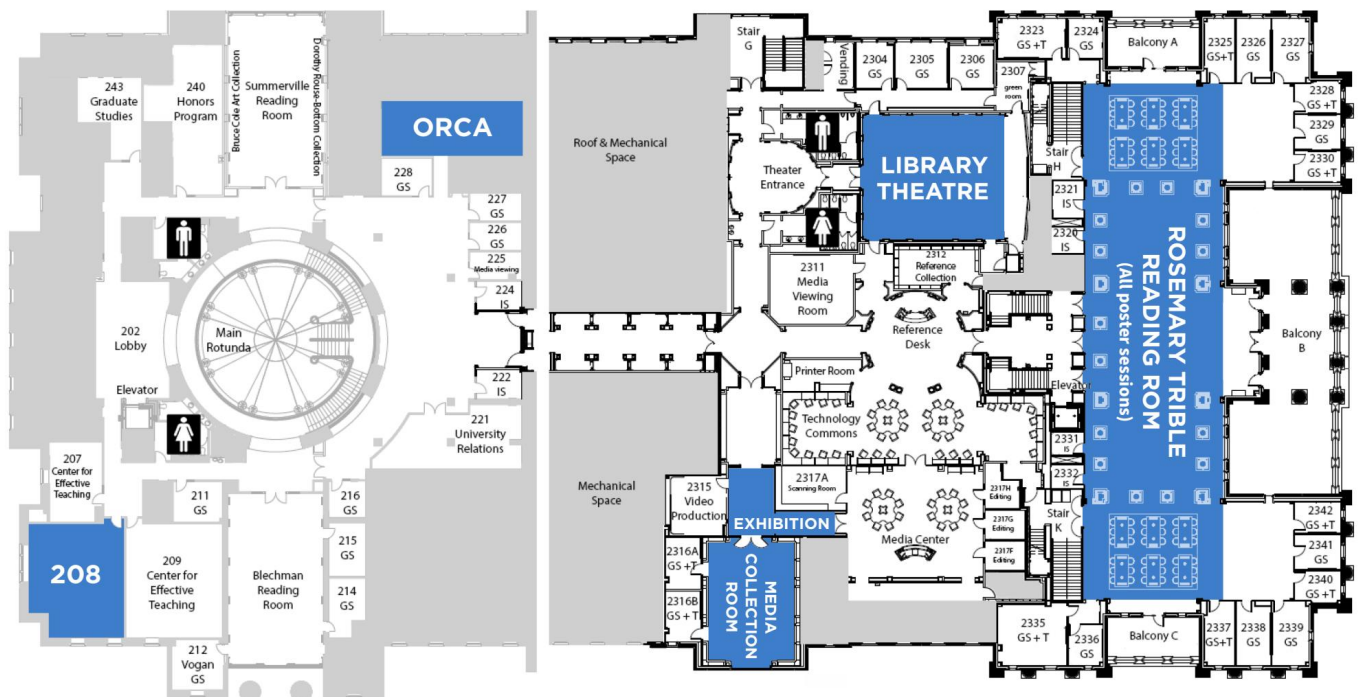 243
Graduate
Studies
240
Honors
Program
Bruce Cole Art Collection
Summerville
Reading
Room
Dorothy Rouse-Bottom Collection
ORCA
228
GS
227
GS
226
GS
225
Media viewing
224
IS
202
Lobby
Main
Rotunda
Elevator
222
IS
221
University
Relations
207
Center for
Effective
Teaching
211
GS
216
GS
208
209
Center for
Effective
Teaching
Blechman
Reading
Room
215
GS
214
GS
212
Vogan
GS
Roof & Mechanical
Space
Mechanical
Space
Stair
G
Vending
2304
GS
2305
GS
2306
GS
2307
green
room
2323
GS +T
2324
GS
Balcony A
2325
GS+T
2326
GS
2327
GS
2328
GS +T
2329
GS
2330
GS +T
Theater
Entrance
LIBRARY
THEATRE
Stair
H
2321
IS
2320
IS
2311
Media
Viewing
Room
2312
Reference
Collection
Reference
Desk
ROSEMARY TRIBLE
READING ROM
(All poster sessions)
Balcony
B
Printer Room
Elevator
Technology
Commons
2331
IS
2332
IS
2315
Video
Production
2317A
Scanning Room
2317H
Editing
2317G
Editing
2317F
Editing
Stair
K
EXHIBITION
Media Center
2316A
GS +T
2316B
GS + T
MEDIA
COLLECTION
ROOM
2335
GS + T
2336
GS
Balcony C
2337
GS+T
2338
GS
2339
GS
2342
GS +T
2341
GS
2340
GS +T